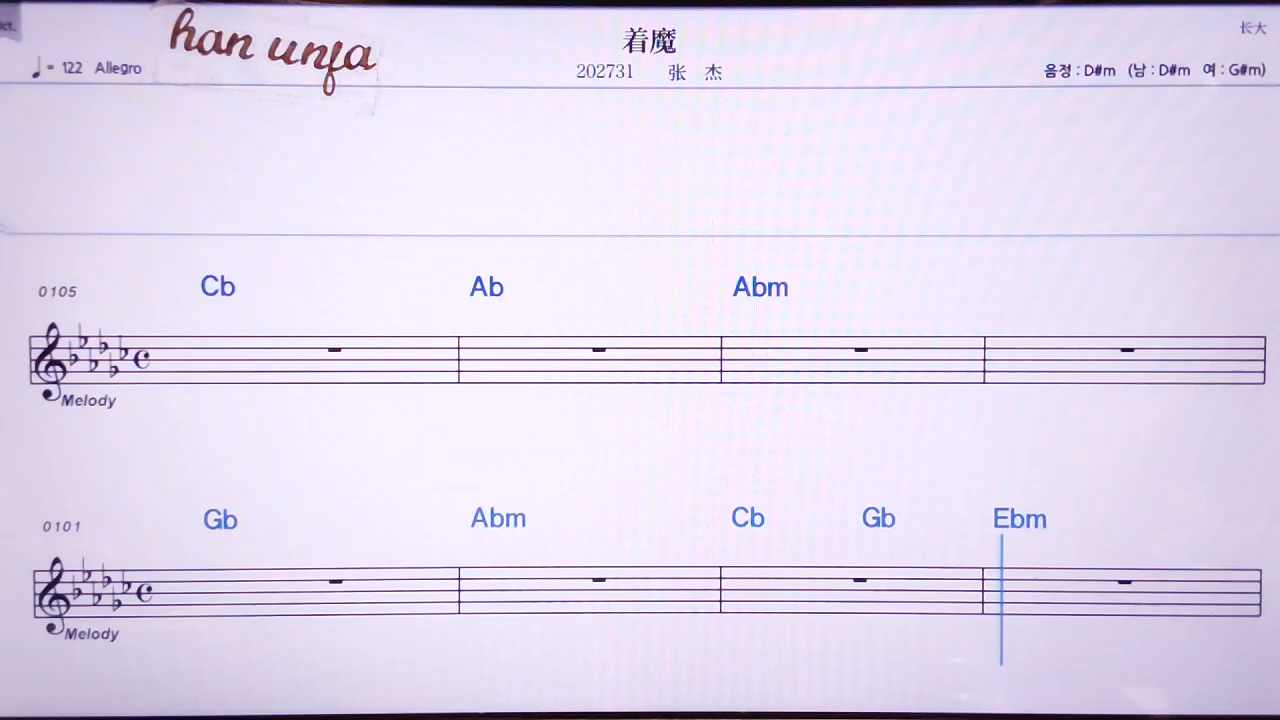 han unfa
着魔
长大
♩= 122 Allegro
202731 张 杰
음정 : D#m (남 : D#m 여 : G#m)
Cb Ab Abm
0105
Melody
Gb Abm Cb Gb Ebm
0101
Melody